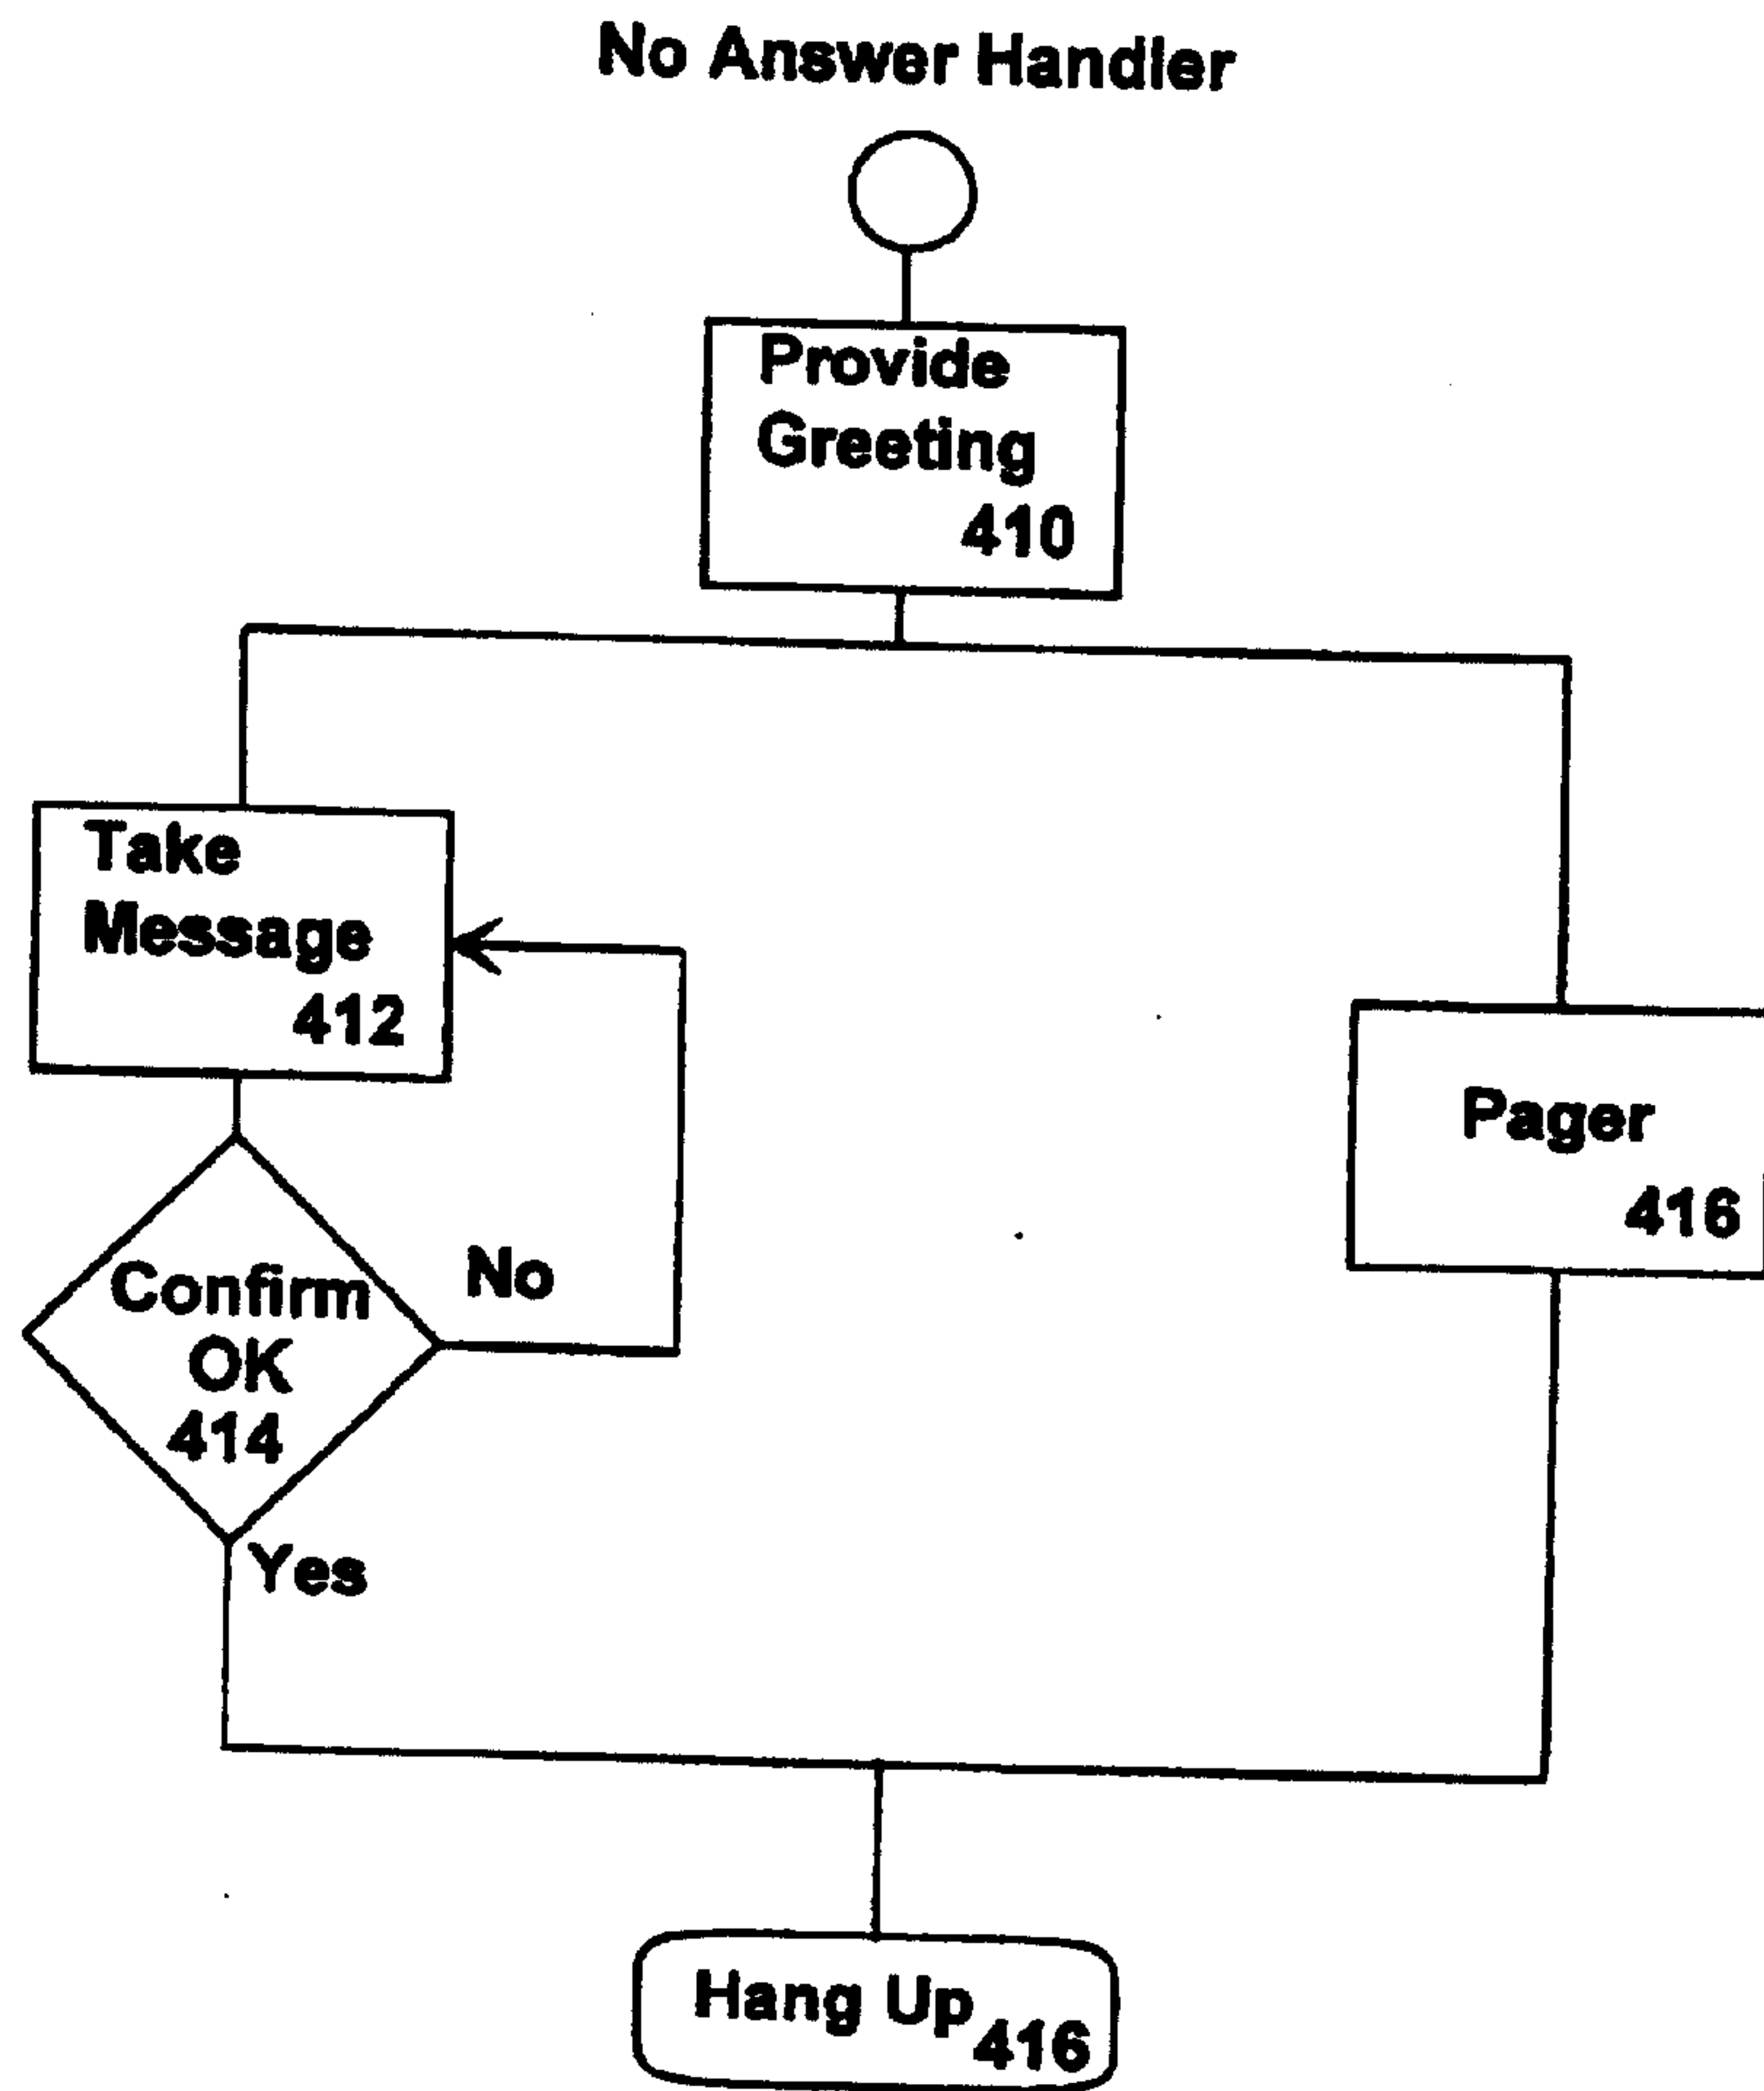 No Answer Handler
Provide
Greeting
410
Take
Message
412
Pager
416
Confirm
OK
414
No
Yes
Hang Up
416